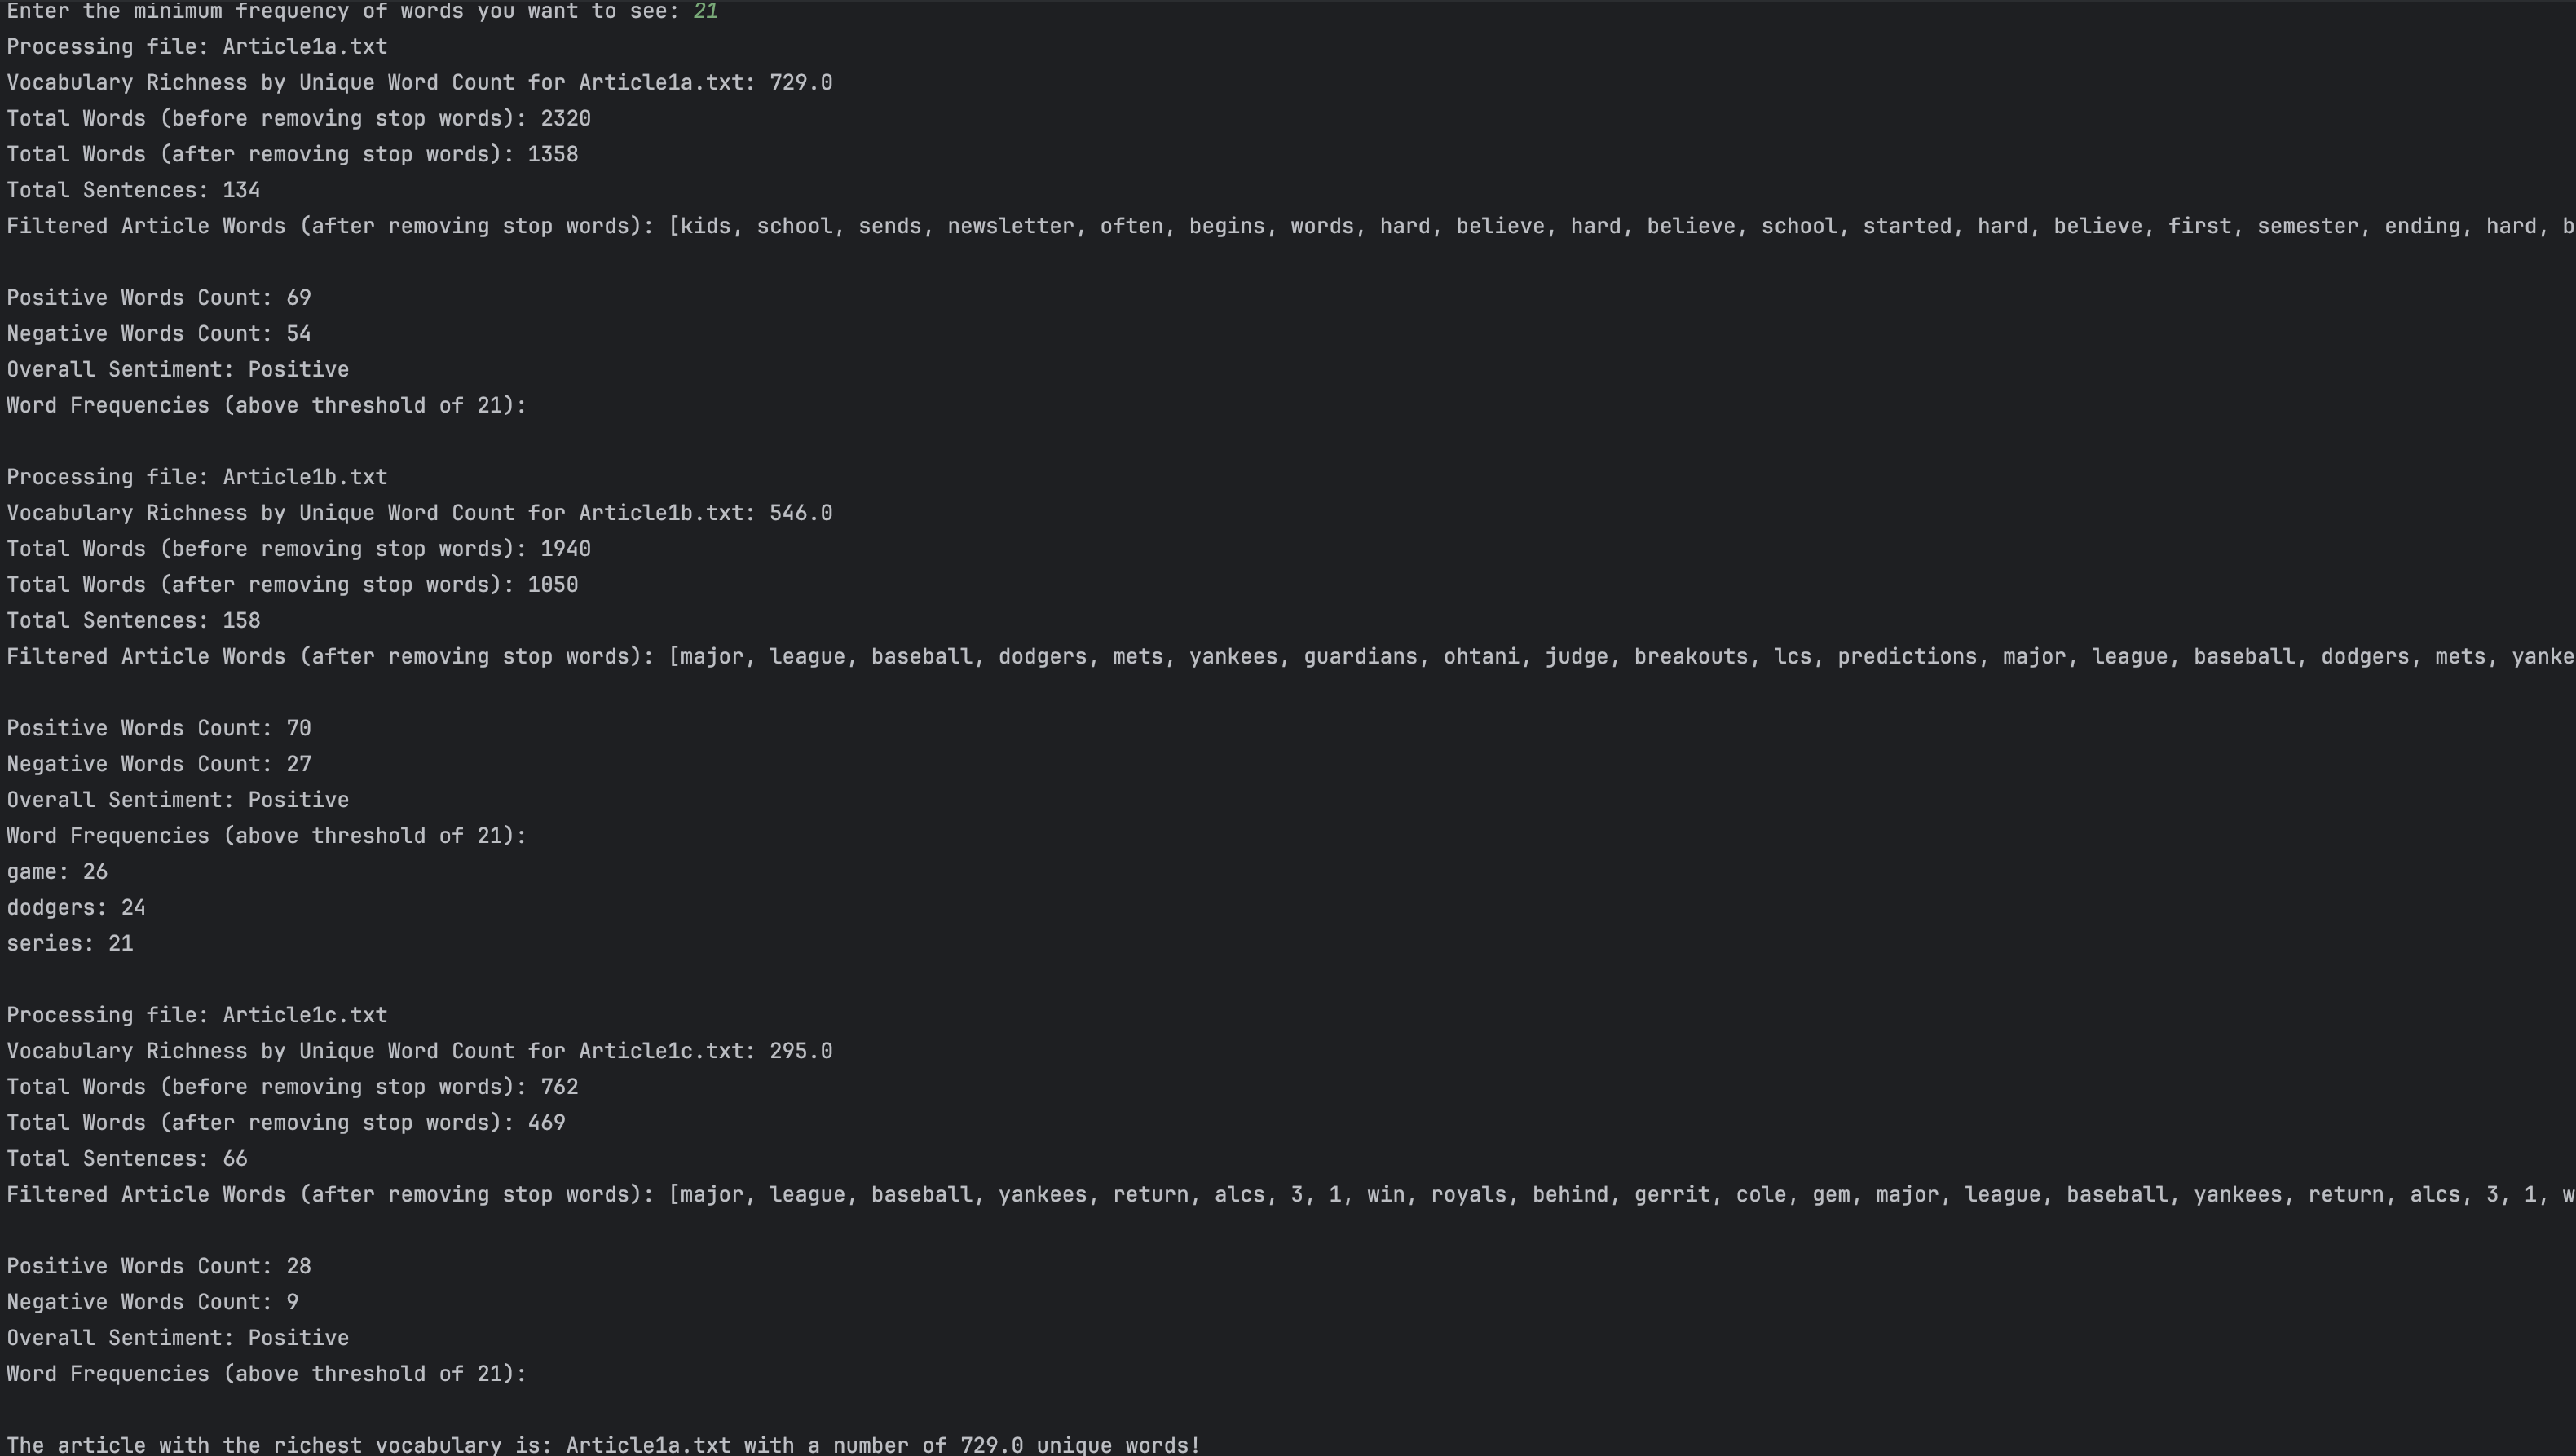 Enter the minimum frequency of words you want to see: 21
Processing file: Article1a.txt
Vocabulary Richness by Unique Word Count for Article1a.txt: 729.0
Total Words (before removing stop words): 2320
Total Words (after removing stop words): 1358
Total Sentences: 134
Filtered Article Words (after removing stop words): [kids, school, sends, newsletter, often, begins, words, hard, believe, hard, believe, school, started, hard, believe, first, semester, ending, hard, b
Positive Words Count: 69
Negative Words Count: 54
Overall Sentiment: Positive
Word Frequencies (above threshold of 21):
Processing file: Article1b.txt
Vocabulary Richness by Unique Word Count for Article1b.txt: 546.0
Total Words (before removing stop words): 1940
Total Words (after removing stop words): 1050
Total Sentences: 158
Filtered Article Words (after removing stop words): [major, league, baseball, dodgers, mets, yankees, guardians, ohtani, judge, breakouts, lcs, predictions, major, league, baseball, dodgers, mets, yanke
Positive Words Count: 70
Negative Words Count: 27
Overall Sentiment: Positive
Word Frequencies (above threshold of 21):
game: 26
dodgers: 24
series: 21
Processing file: Article1c.txt
Vocabulary Richness by Unique Word Count for Article1c.txt: 295.0
Total Words (before removing stop words): 762
Total Words (after removing stop words): 469
Total Sentences: 66
Filtered Article Words (after removing stop words): [major, league, baseball, yankees, return, alcs, 3, 1, win, royals, behind, gerrit, cole, gem, major, league, baseball, yankees, return, alcs, 3, 1, w
Positive Words Count: 28
Negative Words Count: 9
Overall Sentiment: Positive
Word Frequencies (above threshold of 21):
The article with the richest vocabulary is: Article1a.txt with a number of 729.0 unique words!